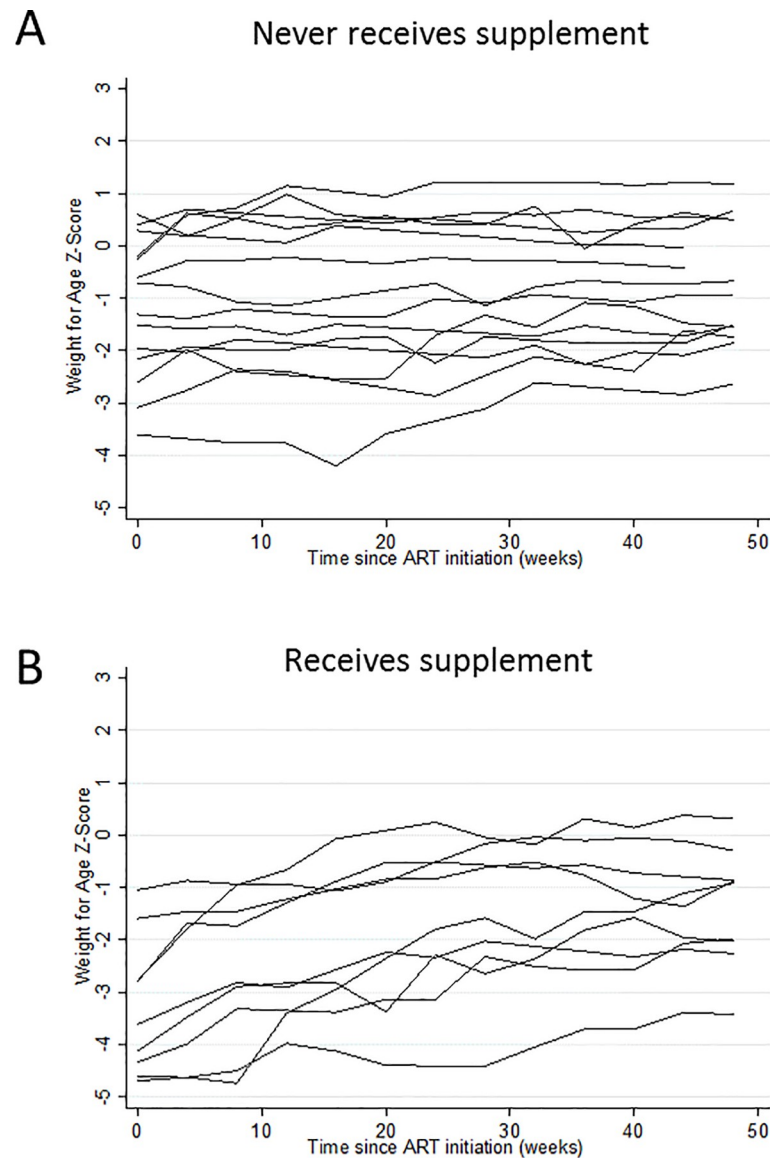 A
Never receives supplement
Weight for Age Z-Score
3
2
1
0
-1
-2
-3
-4
-5
0 10 20 30 40 50
Time since ART initiation (weeks)
B
Receives supplement
Weight for Age Z-Score
3
2
1
0
-1
-2
-3
-4
-5
0 10 20 30 40 50
Time since ART initiation (weeks)